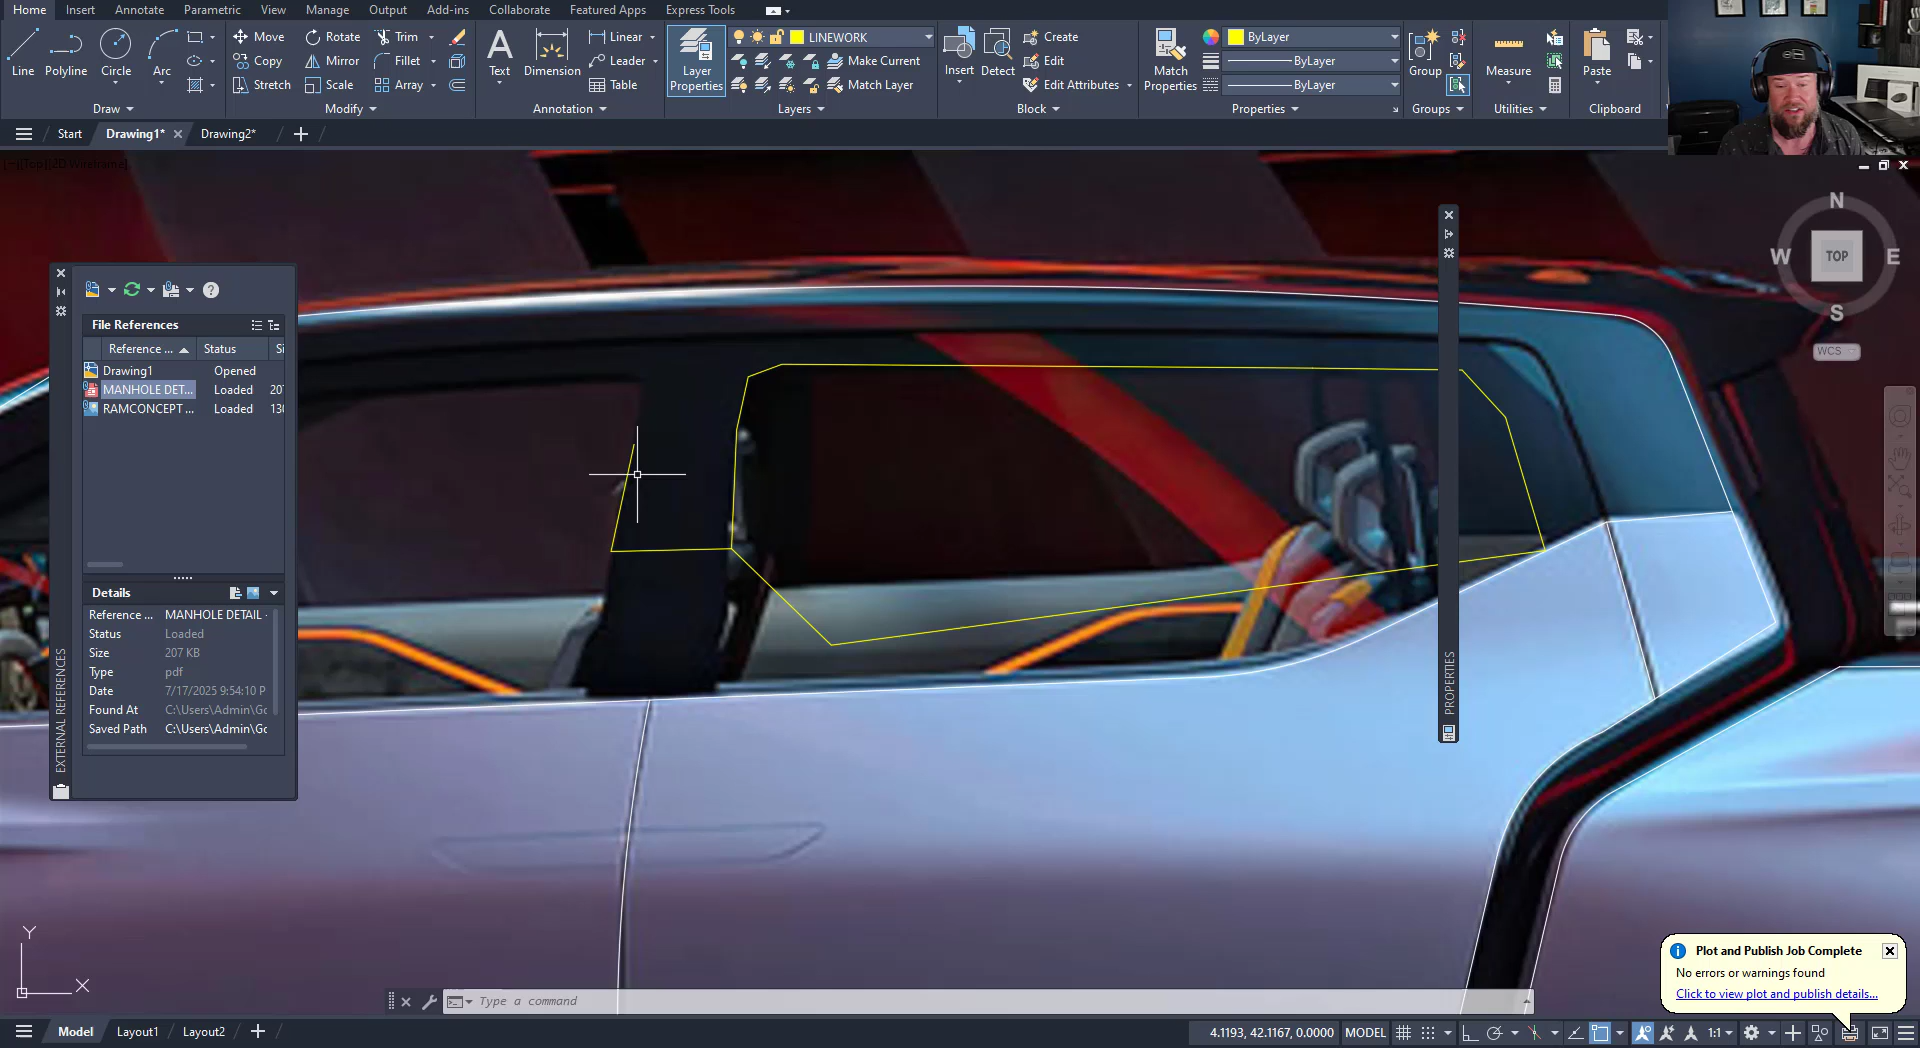 Home Insert Annotate Parametric View Manage Output Add-ins Collaborate Featured Apps Express Tools
Line Polyline Circle Arc
Move Rotate Trim
Copy Mirror Fillet
Stretch Scale Array
Text Dimension
Linear
Leader
Table
Layer Properties
LINEWORK
Make Current
Match Layer
Insert Detect
Create
Edit
Edit Attributes
Match Properties
ByLayer
ByLayer
ByLayer
Group Measure Paste
Draw Modify Annotation Layers Block Properties Groups Utilities Clipboard
Start Drawing1* Drawing2*
[−][Top][2D Wireframe]
N
W TOP E
S
WCS
File References
Reference ... Status Si
Drawing1 Opened
MANHOLE DET... Loaded 207
RAMCONCEPT ... Loaded 130
Details
Reference ... MANHOLE DETAIL -
Status Loaded
Size 207 KB
Type pdf
Date 7/17/2025 9:54:10 P
Found At C:\Users\Admin\Gc
Saved Path C:\Users\Admin\Gc
EXTERNAL REFERENCES
PROPERTIES
Y
X
Type a command
Plot and Publish Job Complete
No errors or warnings found
Click to view plot and publish details...
Model Layout1 Layout2
4.1193, 42.1167, 0.0000 MODEL 1:1